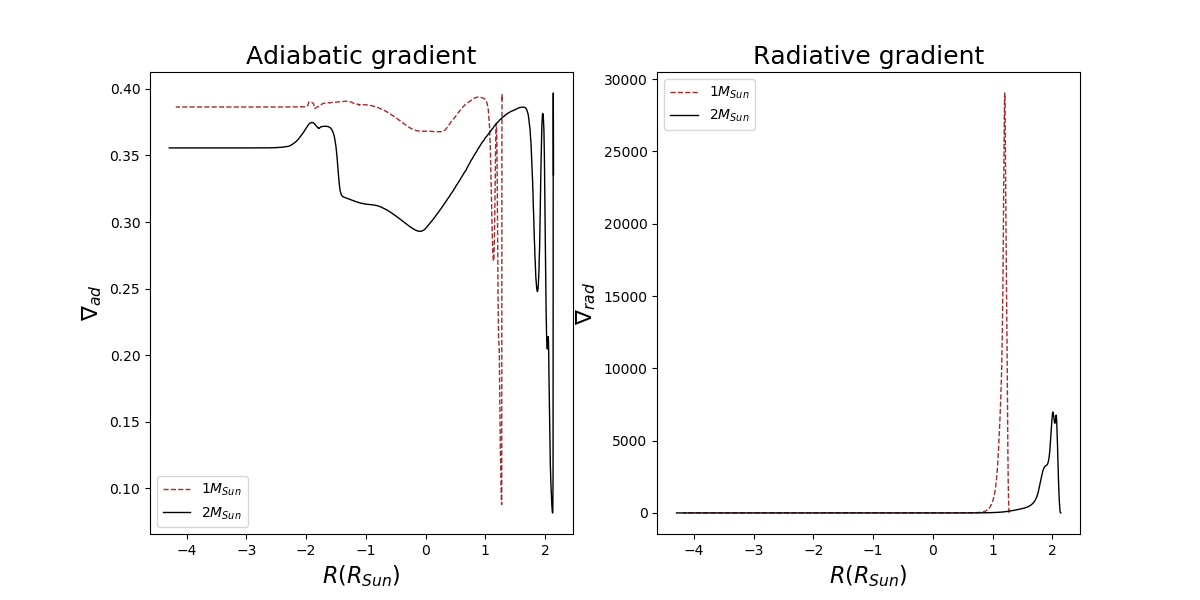 Adiabatic gradient
0.40
0.35
0.30
0.25
0.20
0.15
0.10
∇ad
1MSun
2MSun
−4 −3 −2 −1 0 1 2
R(RSun)
Radiative gradient
30000
25000
20000
15000
10000
5000
0
∇rad
1MSun
2MSun
−4 −3 −2 −1 0 1 2
R(RSun)